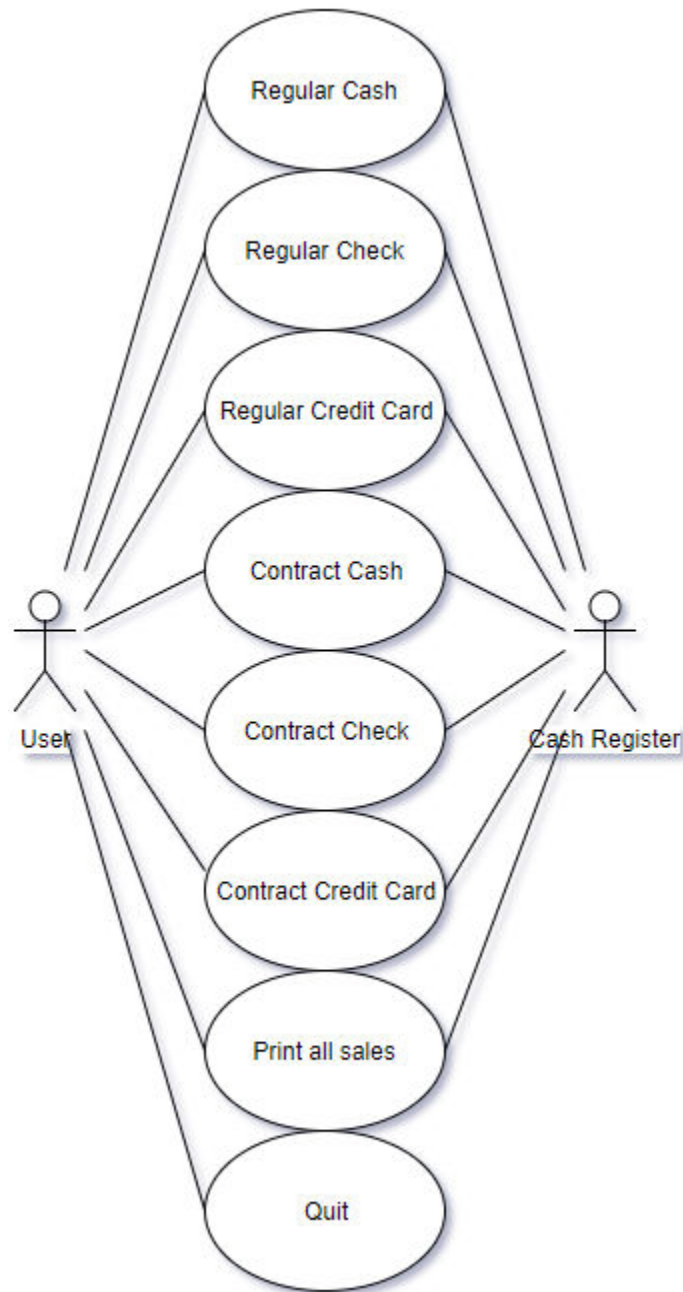 Regular Cash
Regular Check
Regular Credit Card
Contract Cash
User
Contract Check
Cash Register
Contract Credit Card
Print all sales
Quit